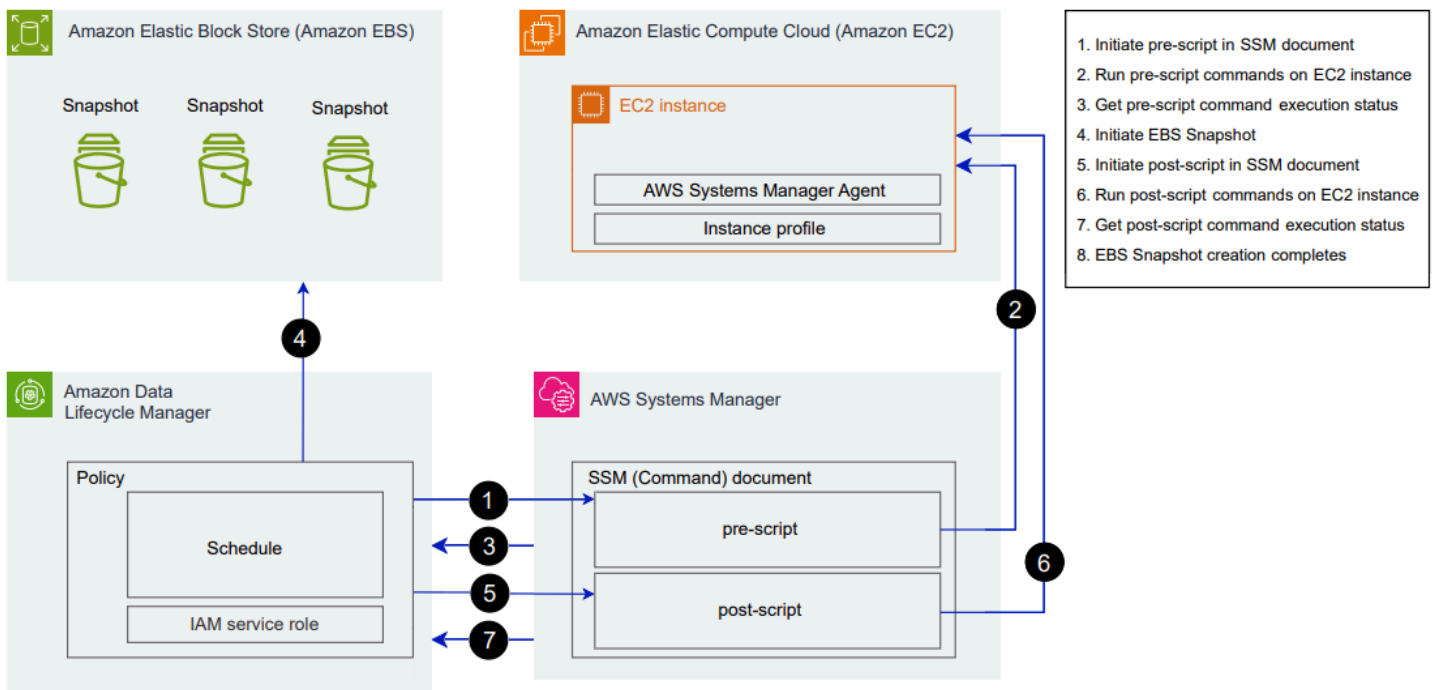 Amazon Elastic Block Store (Amazon EBS)
Snapshot
Snapshot
Snapshot
Amazon Elastic Compute Cloud (Amazon EC2)
EC2 instance
AWS Systems Manager Agent
Instance profile
1. Initiate pre-script in SSM document
2. Run pre-script commands on EC2 instance
3. Get pre-script command execution status
4. Initiate EBS Snapshot
5. Initiate post-script in SSM document
6. Run post-script commands on EC2 instance
7. Get post-script command execution status
8. EBS Snapshot creation completes
4
2
Amazon Data
Lifecycle Manager
Policy
Schedule
IAM service role
1
3
5
7
AWS Systems Manager
SSM (Command) document
pre-script
post-script
6